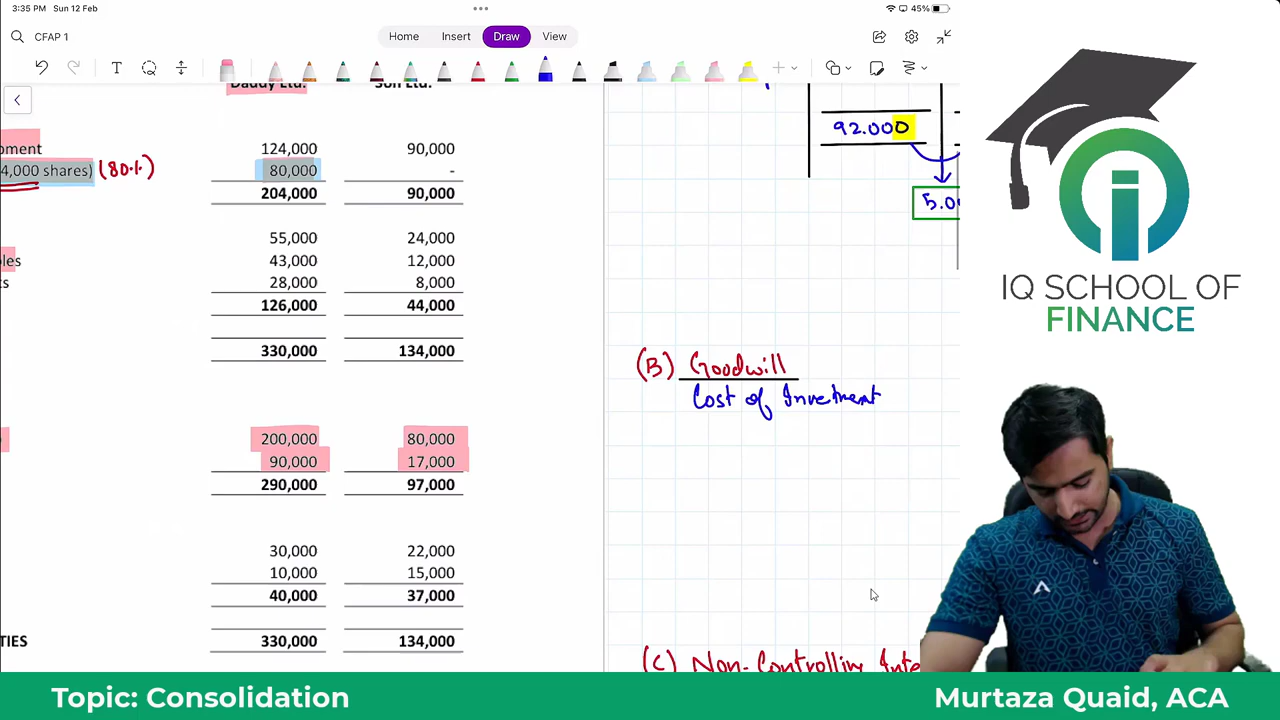 3:35 PM Sun 12 Feb
45%
CFAP 1
Home Insert Draw View
Daddy Ltd. Son Ltd.
pment 124,000 90,000
4,000 shares) (80%) 80,000 -
204,000 90,000
55,000 24,000
les 43,000 12,000
ts 28,000 8,000
126,000 44,000
330,000 134,000
200,000 80,000
90,000 17,000
290,000 97,000
30,000 22,000
10,000 15,000
40,000 37,000
TIES 330,000 134,000
92.000
5.00
(B) Goodwill
Cost of Investment
(C) Non-Controlling Inte
IQ SCHOOL OF
FINANCE
Topic: Consolidation
Murtaza Quaid, ACA